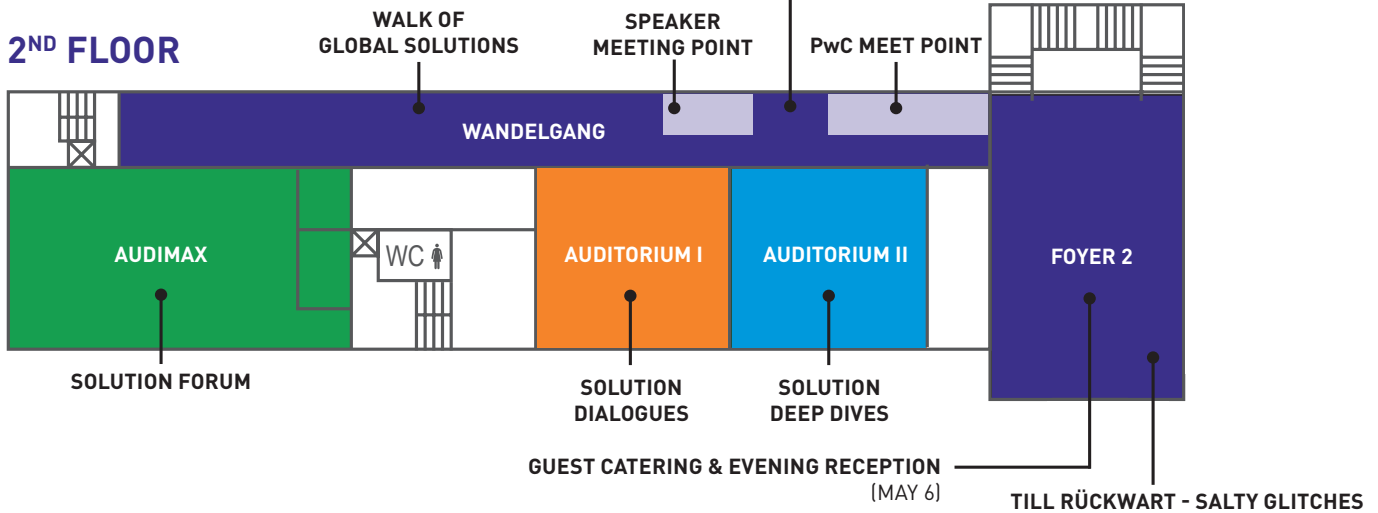 2ND FLOOR
WALK OF
GLOBAL SOLUTIONS
SPEAKER
MEETING POINT
PwC MEET POINT
WANDELGANG
AUDIMAX
WC
AUDITORIUM I
AUDITORIUM II
FOYER 2
SOLUTION FORUM
SOLUTION
DIALOGUES
SOLUTION
DEEP DIVES
GUEST CATERING & EVENING RECEPTION
(MAY 6)
TILL RÜCKWART - SALTY GLITCHES